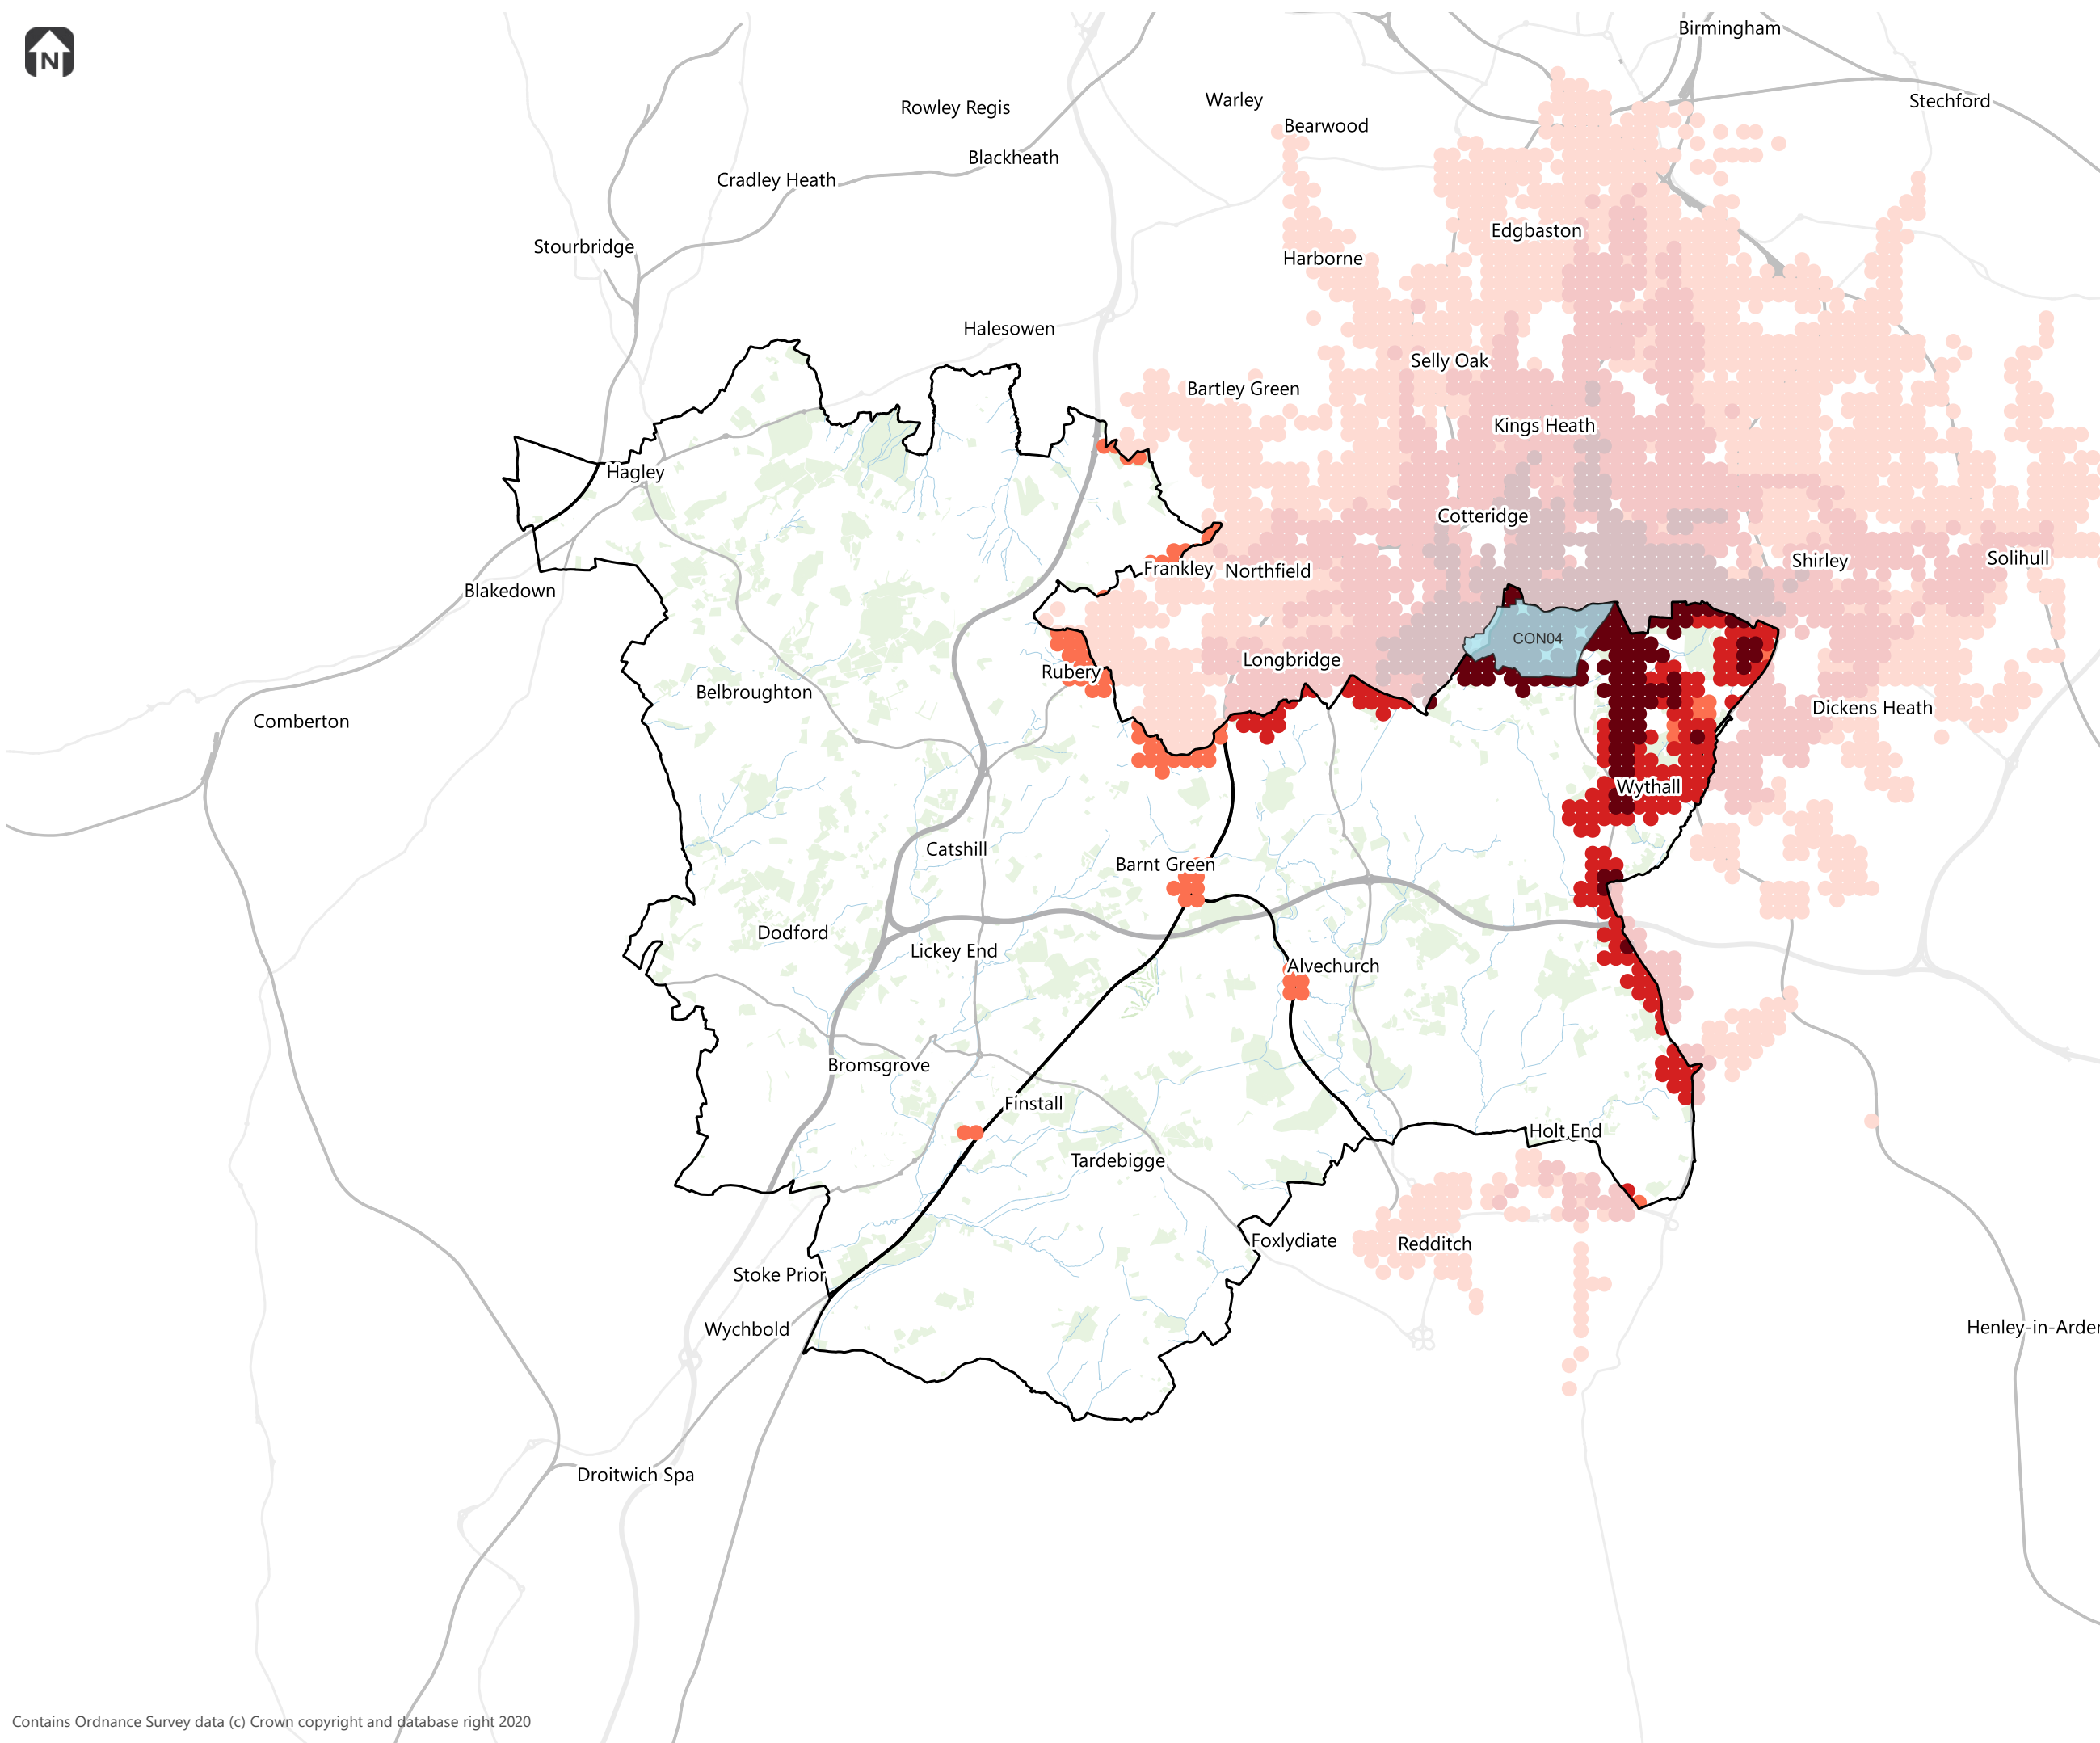 Birmingham
N
Warley
Stechford
Rowley Regis
Bearwood
Blackheath
Cradley Heath
Edgbaston
Stourbridge
Harborne
Halesowen
Selly Oak
Bartley Green
Kings Heath
Hagley
Cotteridge
Shirley
Solihull
Frankley
Northfield
Blakedown
CON04
Longbridge
Rubery
Belbroughton
Dickens Heath
Comberton
Wythall
Catshill
Barnt Green
Dodford
Lickey End
Alvechurch
Bromsgrove
Finstall
Holt End
Tardebigge
Foxlydiate
Redditch
Stoke Prior
Wychbold
Henley-in-Arden
Droitwich Spa
Contains Ordnance Survey data (c) Crown copyright and database right 2020